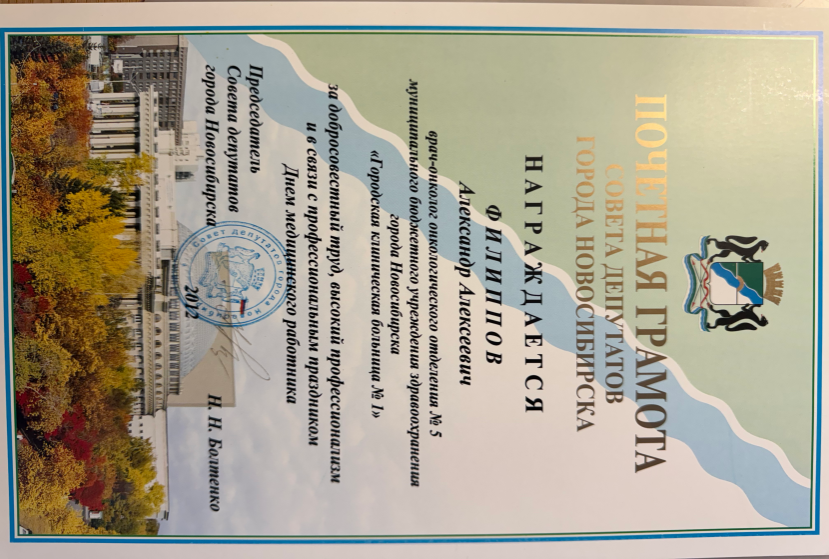 ПОЧЕТНАЯ ГРАМОТА
СОВЕТА ДЕПУТАТОВ
ГОРОДА НОВОСИБИРСКА
НАГРАЖДАЕТСЯ
ФИЛИППОВ
Александр Алексеевич
врач-онколог онкологического отделения № 5
муниципального бюджетного учреждения здравоохранения
города Новосибирска
«Городская клиническая больница № 1»
за добросовестный труд, высокий профессионализм
и в связи с профессиональным праздником
Днем медицинского работника
Председатель
Совета депутатов
города Новосибирска
Н. Н. Болтенко
Совет депутатов города
2012